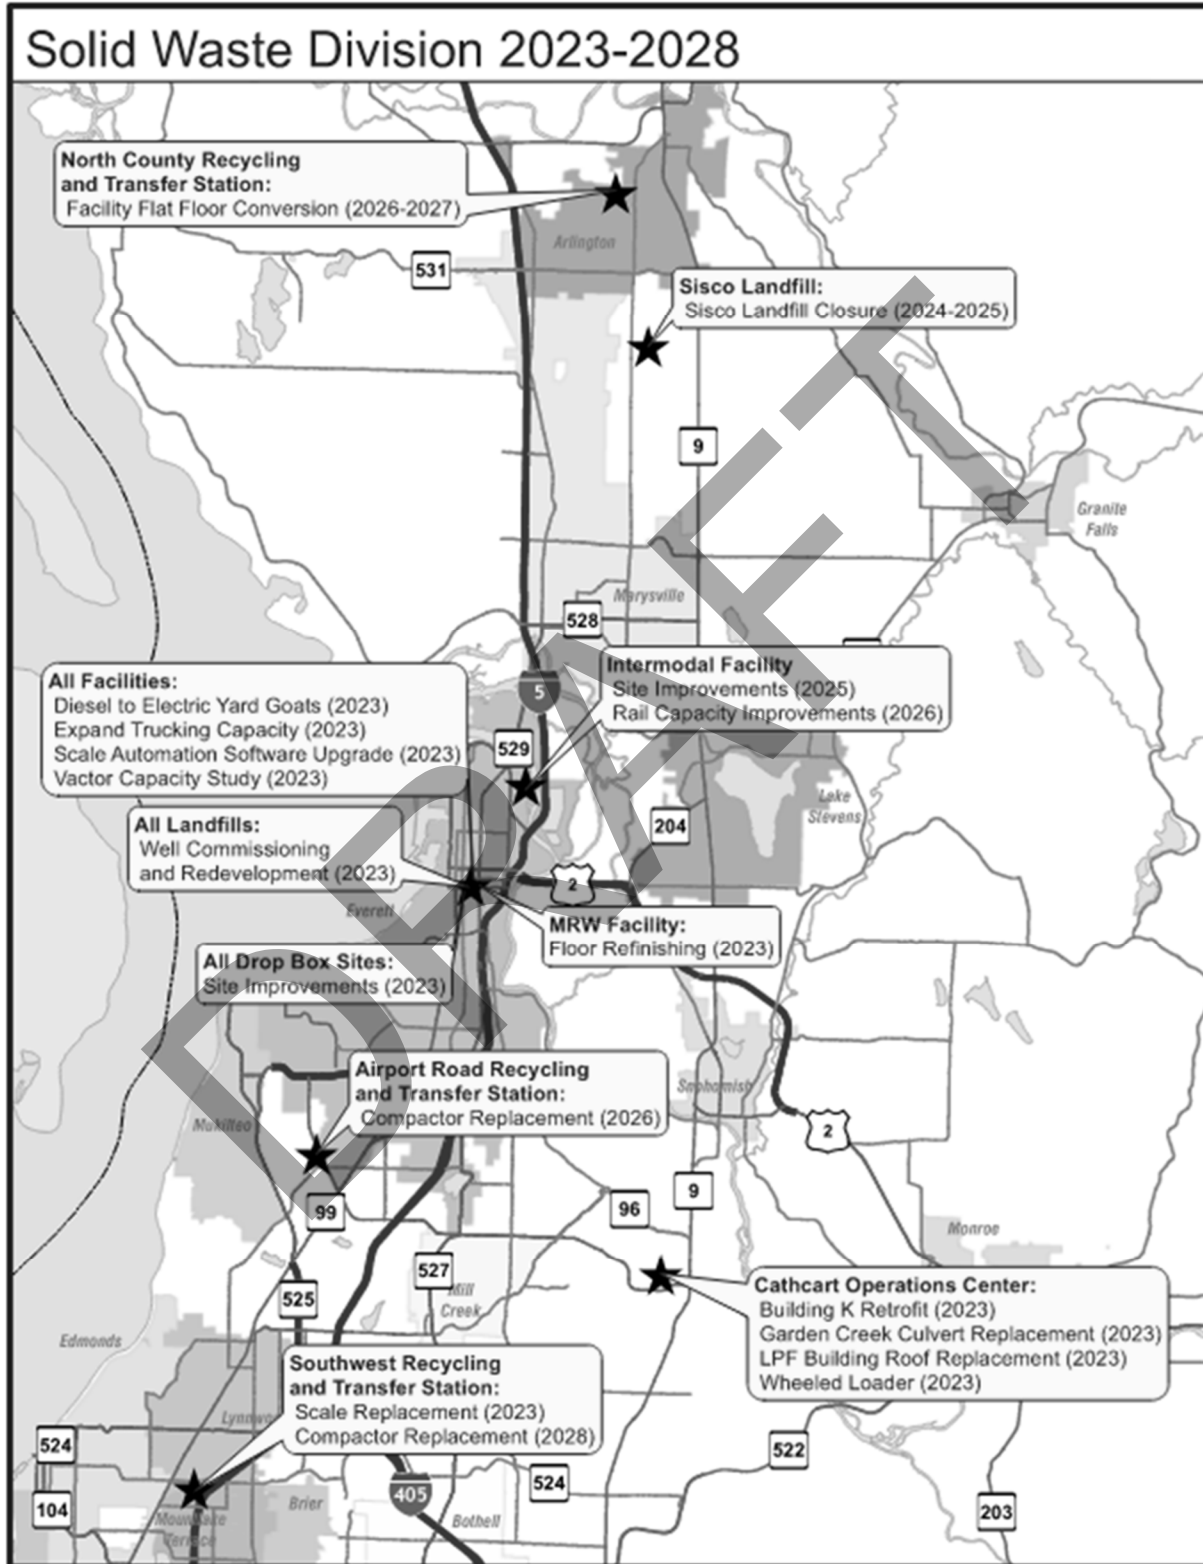 Solid Waste Division 2023-2028
North County Recycling
and Transfer Station:
Facility Flat Floor Conversion (2026-2027)
Arlington
531
Sisco Landfill:
Sisco Landfill Closure (2024-2025)
9
Granite
Falls
Marysville
528
All Facilities:
Diesel to Electric Yard Goats (2023)
Expand Trucking Capacity (2023)
Scale Automation Software Upgrade (2023)
Vactor Capacity Study (2023)
5
Intermodal Facility
Site Improvements (2025)
Rail Capacity Improvements (2026)
529
Lake
Stevens
204
All Landfills:
Well Commissioning
and Redevelopment (2023)
2
Everett
MRW Facility:
Floor Refinishing (2023)
All Drop Box Sites:
Site Improvements (2023)
DRAFT
Airport Road Recycling
and Transfer Station:
Compactor Replacement (2026)
Snohomish
Mukilteo
2
99
96
9
Monroe
527
Mill
Creek
525
Cathcart Operations Center:
Building K Retrofit (2023)
Garden Creek Culvert Replacement (2023)
LPF Building Roof Replacement (2023)
Wheeled Loader (2023)
Edmonds
Southwest Recycling
and Transfer Station:
Scale Replacement (2023)
Compactor Replacement (2028)
Lynnwo
524
522
524
405
104
Brier
Bothell
203
Mountlake
Terrace